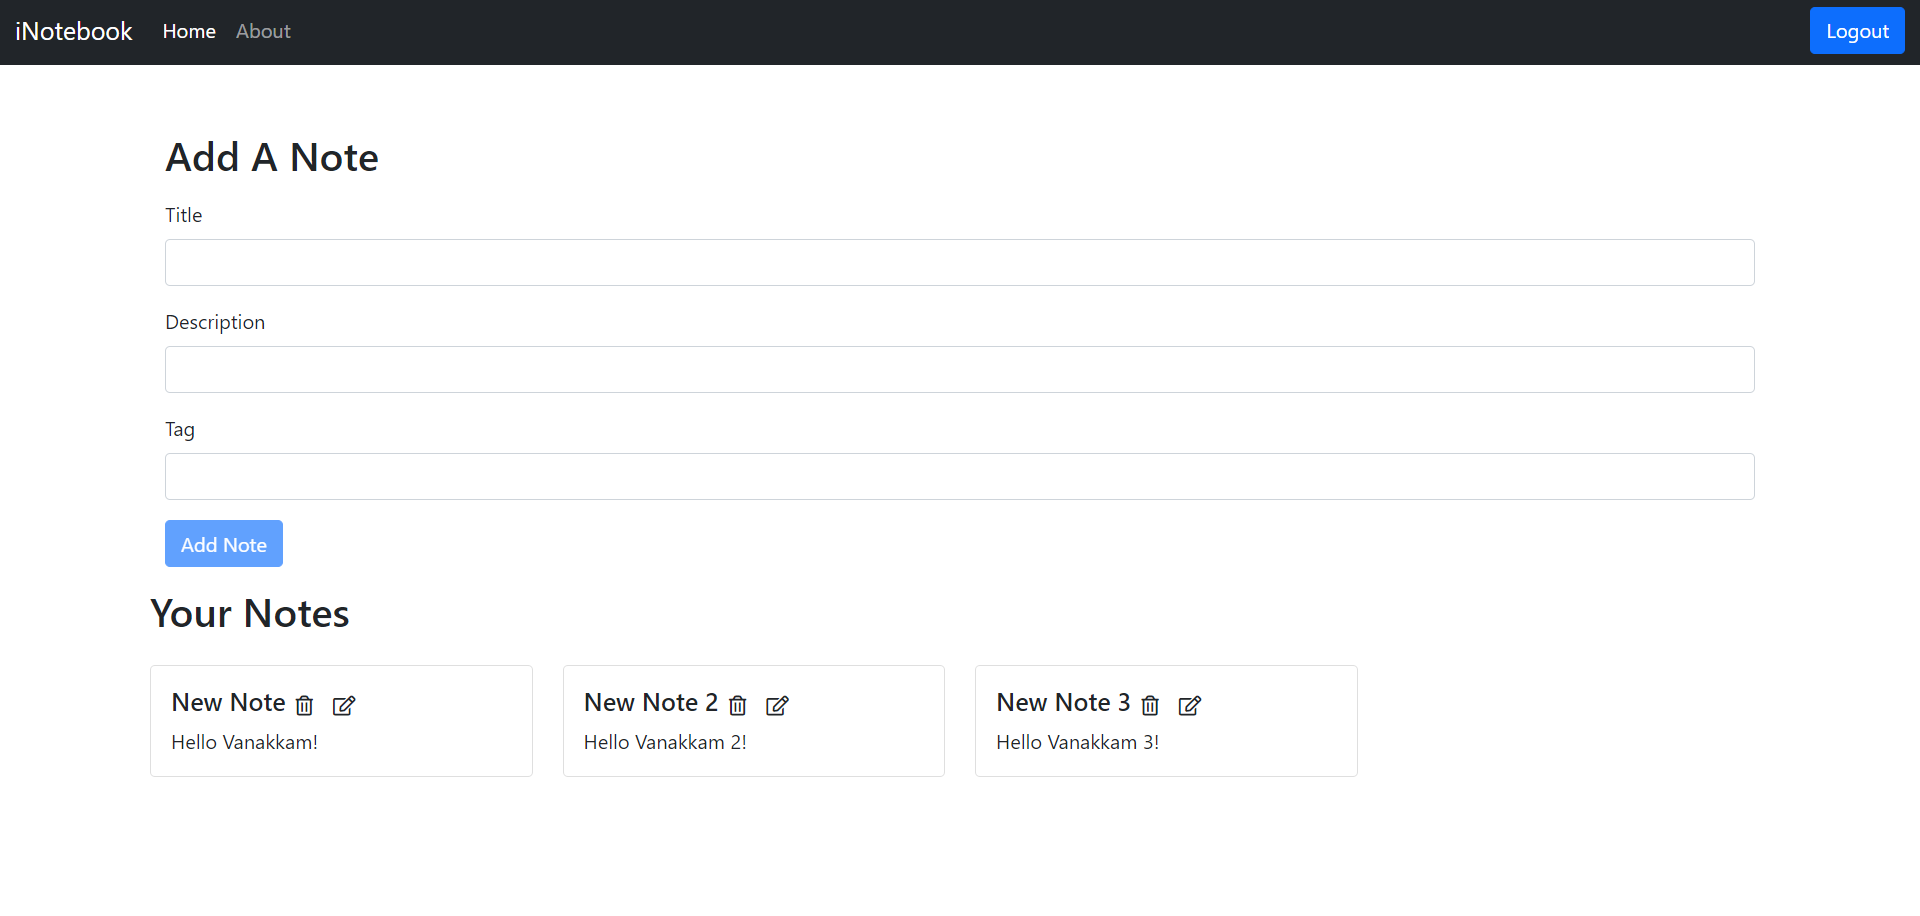 iNotebook Home About Logout
Add A Note
Title
Description
Tag
Add Note
Your Notes
New Note
Hello Vanakkam!
New Note 2
Hello Vanakkam 2!
New Note 3
Hello Vanakkam 3!